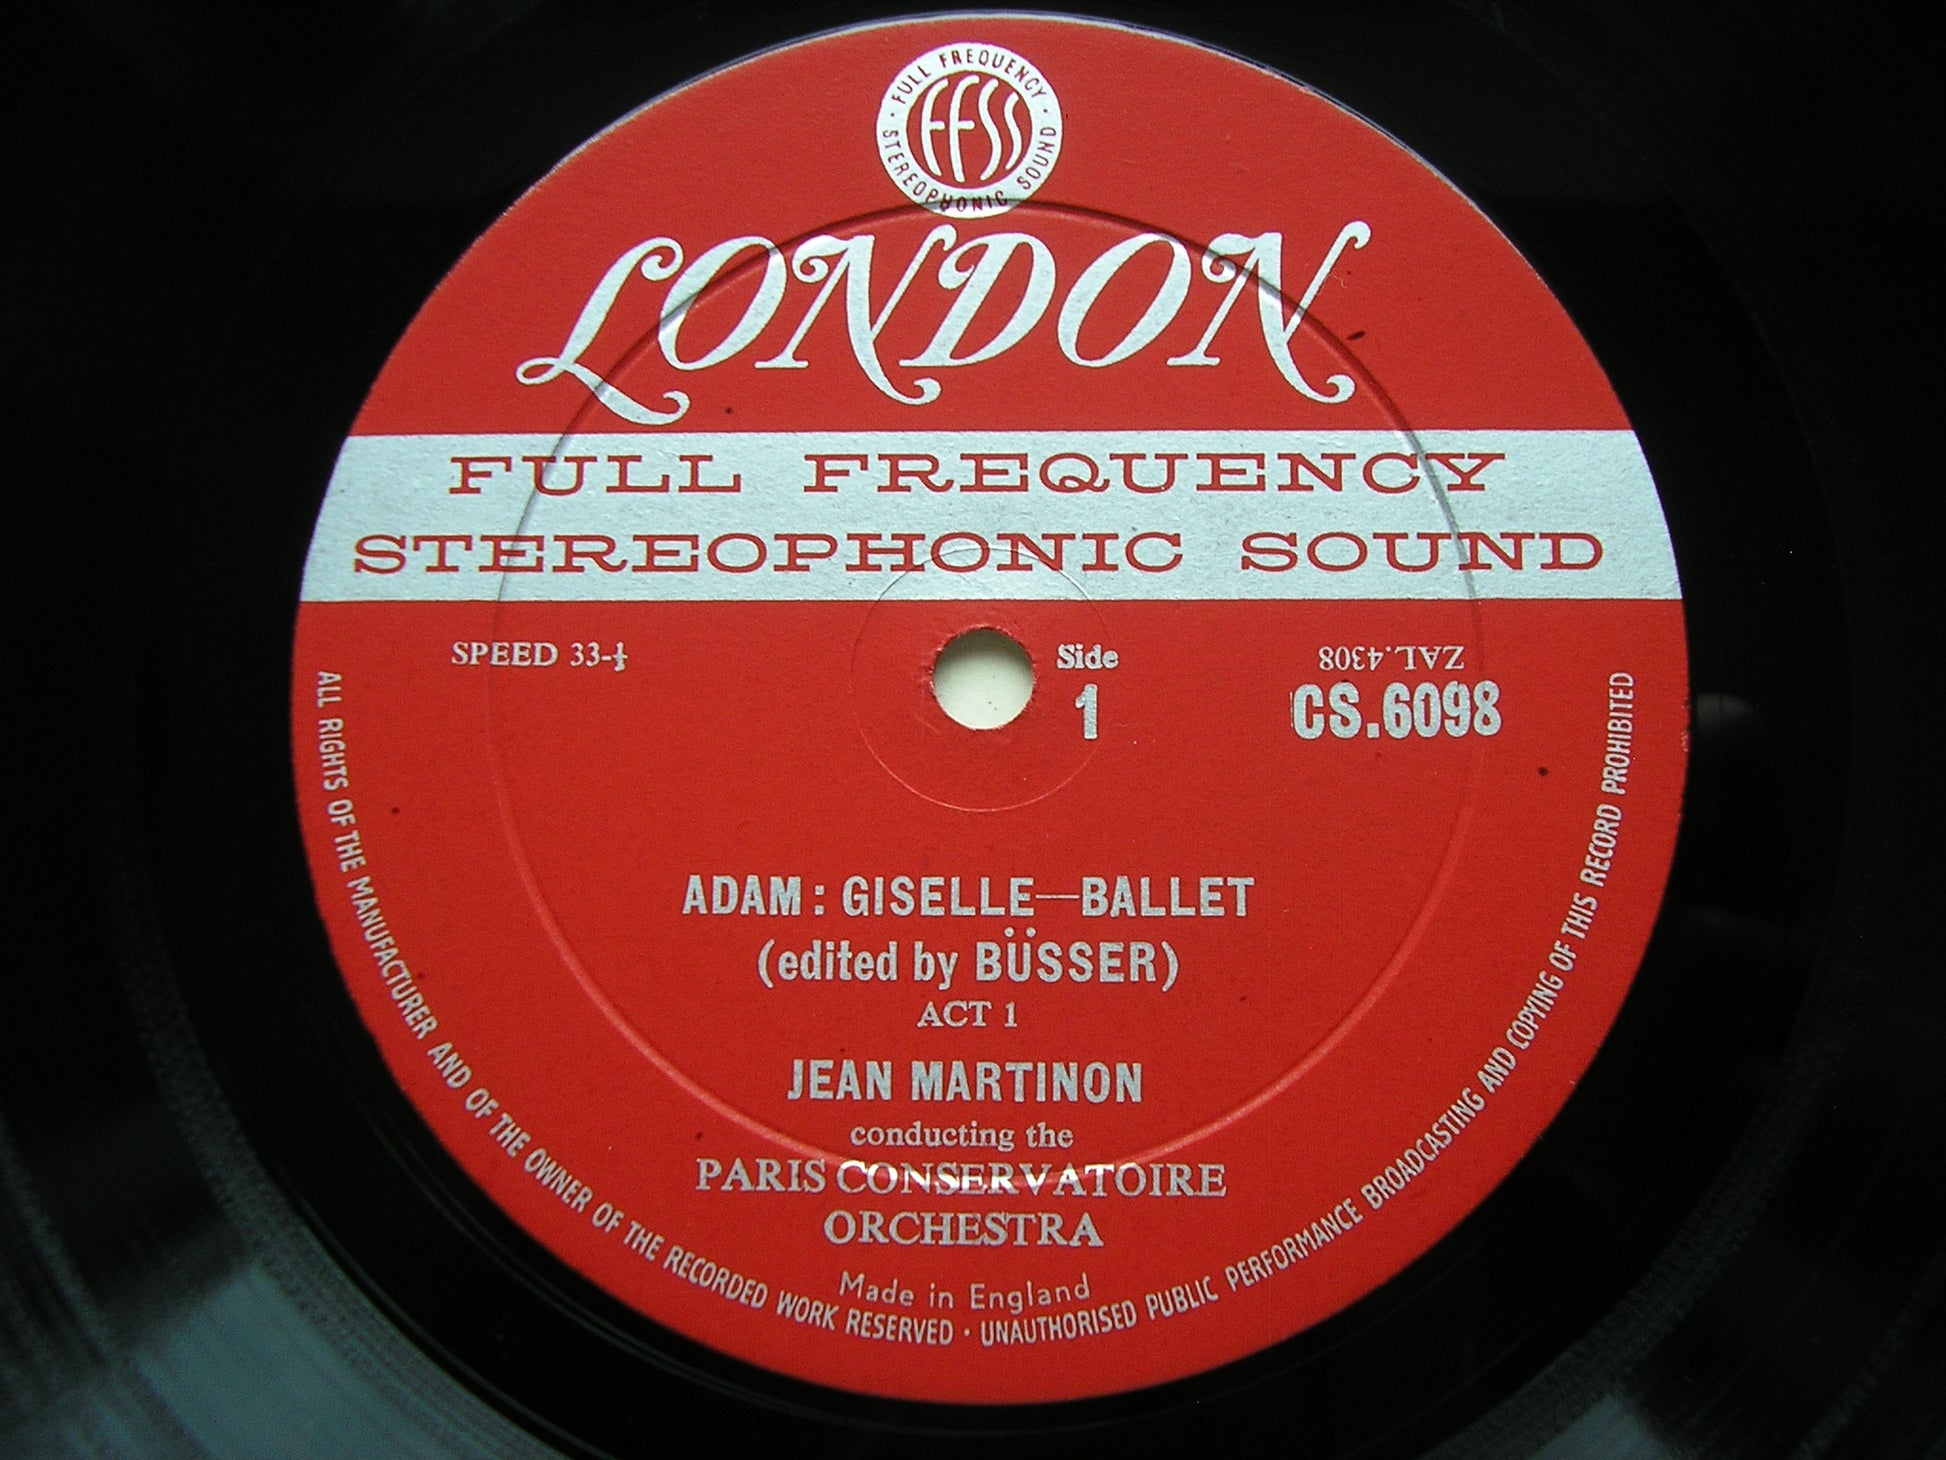 FULL FREQUENCY
FFSS
STEREOPHONIC SOUND
LONDON
FULL FREQUENCY
STEREOPHONIC SOUND
SPEED 33-⅓
Side
1
ZAL.4308
CS.6098
ADAM: GISELLE—BALLET
(edited by BÜSSER)
ACT 1
JEAN MARTINON
conducting the
PARIS CONSERVATOIRE
ORCHESTRA
Made in England
ALL RIGHTS OF THE MANUFACTURER AND OF THE OWNER OF THE RECORDED WORK RESERVED · UNAUTHORISED PUBLIC PERFORMANCE BROADCASTING AND COPYING OF THIS RECORD PROHIBITED